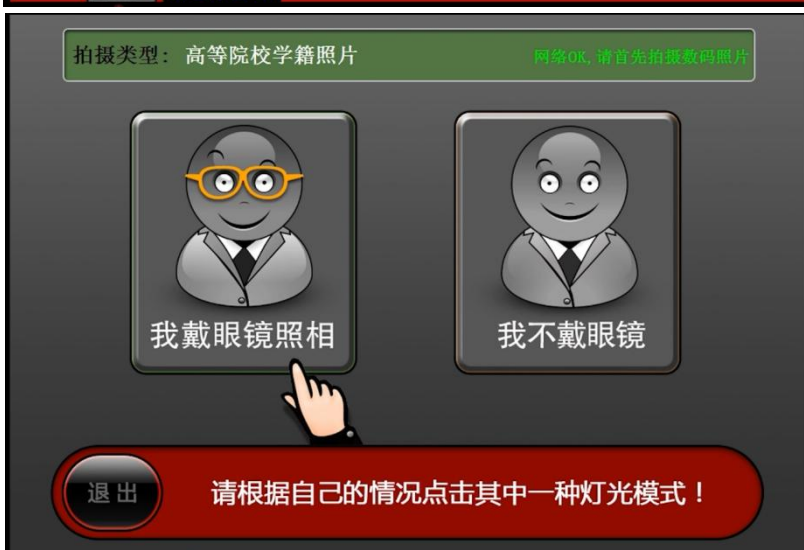 拍摄类型： 高等院校学籍照片
网络OK,请首先拍摄数码照片
我戴眼镜照相
我不戴眼镜
退出
请根据自己的情况点击其中一种灯光模式！